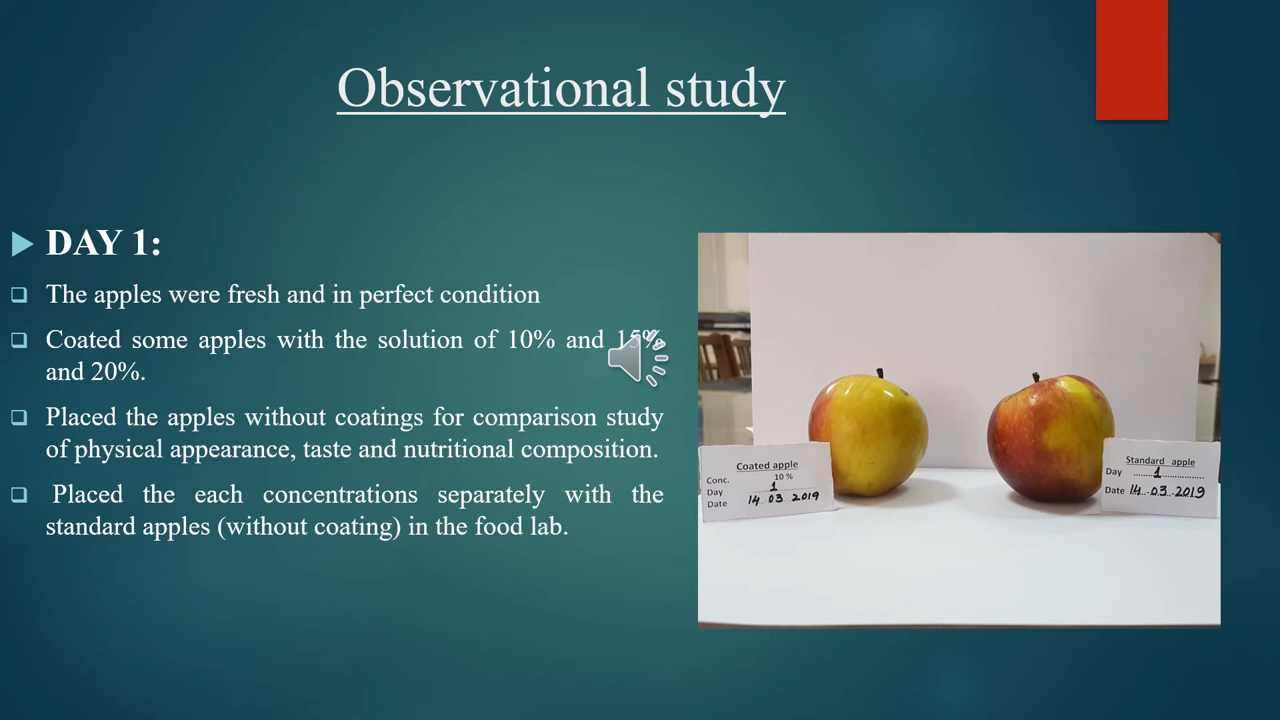 Observational study
DAY 1:
The apples were fresh and in perfect condition
Coated some apples with the solution of 10% and 15%
and 20%.
Placed the apples without coatings for comparison study
of physical appearance, taste and nutritional composition.
Placed the each concentrations separately with the
standard apples (without coating) in the food lab.
Coated apple
Conc. 10 %
Day 1
Date 14 03 2019
Standard apple
Day 1
Date 14.03.2019